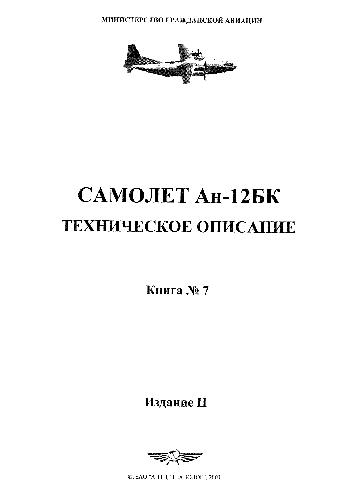 МИНИСТЕРСТВО ГРАЖДАНСКОЙ АВИАЦИИ
САМОЛЕТ Ан-12БК
ТЕХНИЧЕСКОЕ ОПИСАНИЕ
Книга № 7
Издание II